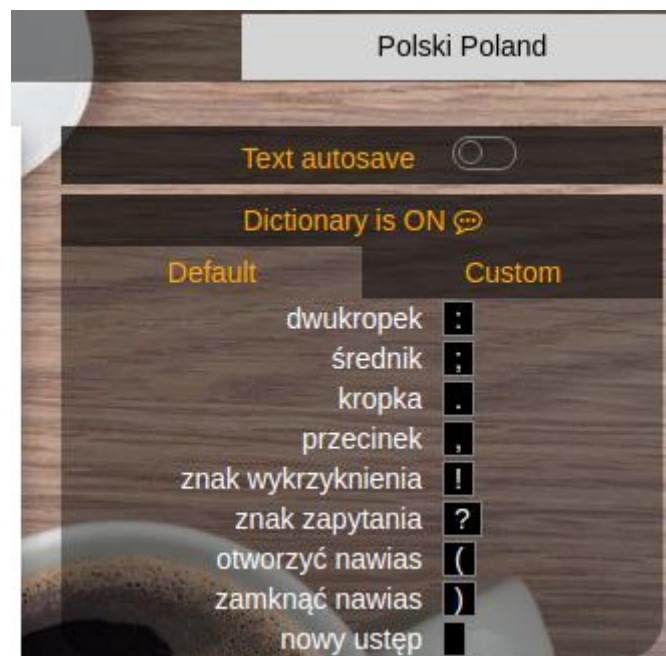 Polski Poland
Text autosave
Dictionary is ON
Default Custom
dwukropek :
średnik ;
kropka .
przecinek ,
znak wykrzyknienia !
znak zapytania ?
otworzyć nawias (
zamknąć nawias )
nowy ustęp